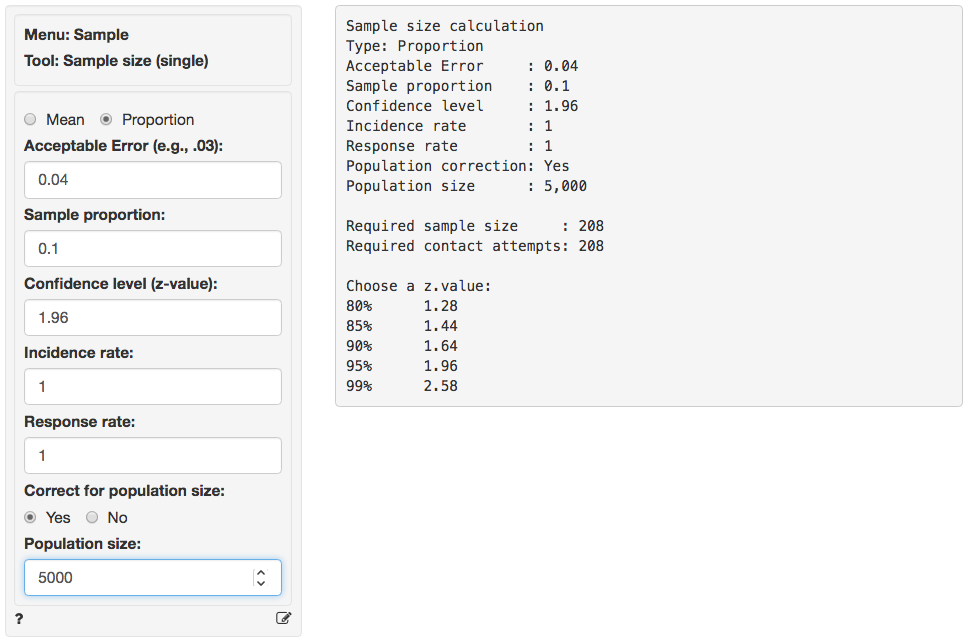 Menu: Sample
Tool: Sample size (single)
Mean Proportion
Acceptable Error (e.g., .03):
0.04
Sample proportion:
0.1
Confidence level (z-value):
1.96
Incidence rate:
1
Response rate:
1
Correct for population size:
Yes No
Population size:
5000
?
Sample size calculation
Type: Proportion
Acceptable Error     : 0.04
Sample proportion    : 0.1
Confidence level     : 1.96
Incidence rate       : 1
Response rate        : 1
Population correction: Yes
Population size      : 5,000
Required sample size     : 208
Required contact attempts: 208
Choose a z.value:
80%      1.28
85%      1.44
90%      1.64
95%      1.96
99%      2.58